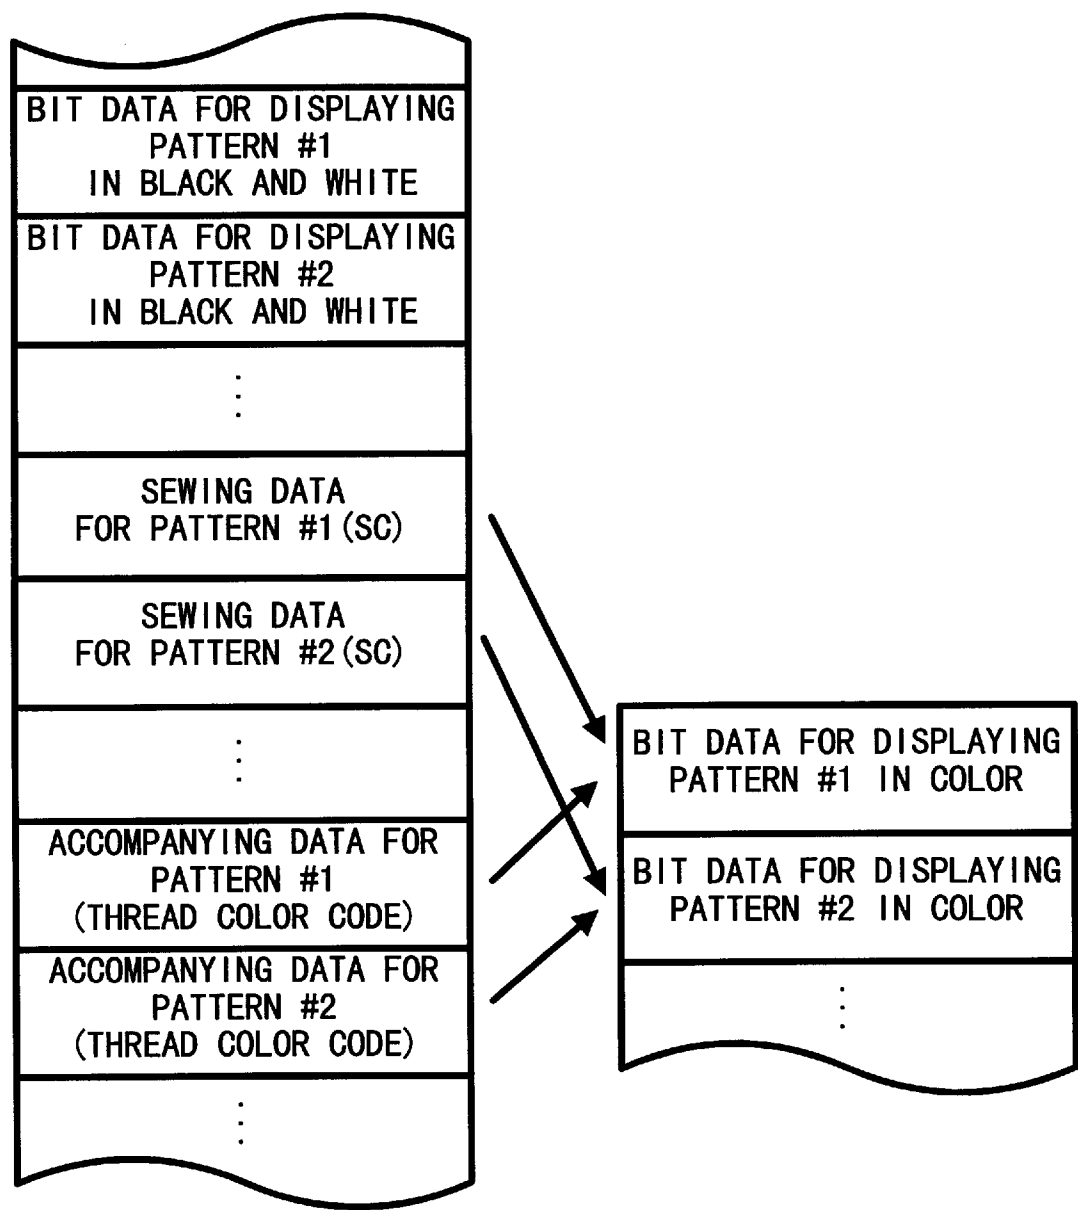 BIT DATA FOR DISPLAYING
PATTERN #1
IN BLACK AND WHITE
BIT DATA FOR DISPLAYING
PATTERN #2
IN BLACK AND WHITE
SEWING DATA
FOR PATTERN #1(SC)
SEWING DATA
FOR PATTERN #2(SC)
ACCOMPANYING DATA FOR
PATTERN #1
(THREAD COLOR CODE)
ACCOMPANYING DATA FOR
PATTERN #2
(THREAD COLOR CODE)
BIT DATA FOR DISPLAYING
PATTERN #1 IN COLOR
BIT DATA FOR DISPLAYING
PATTERN #2 IN COLOR